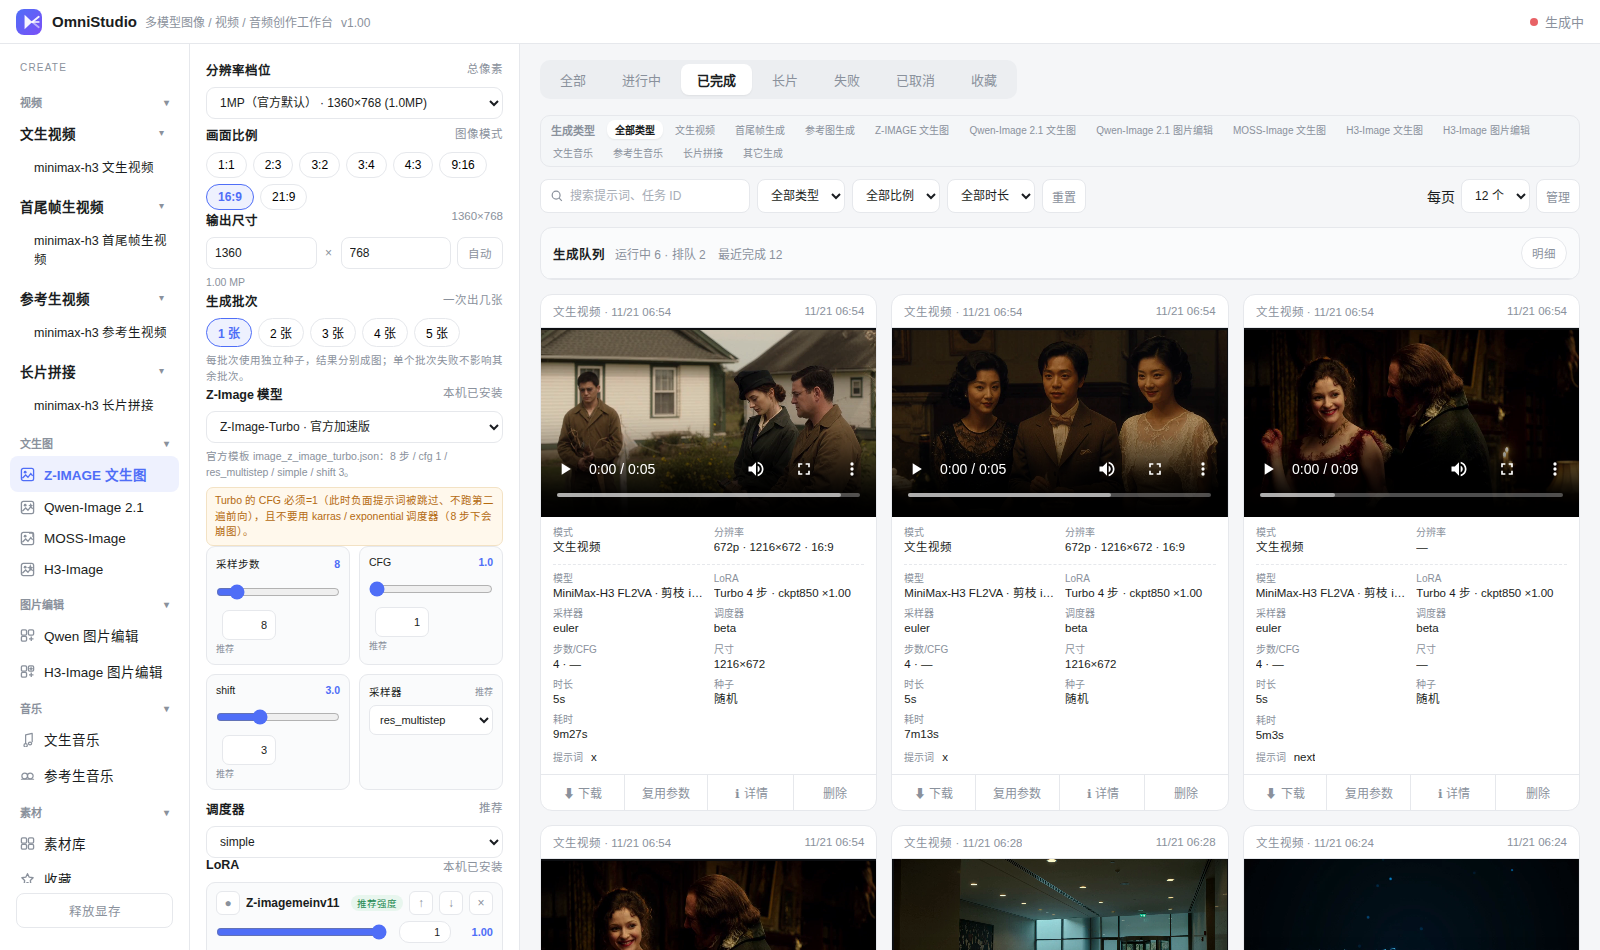 OmniStudio 多模型图像 / 视频 / 音频创作工作台 v1.00
生成中
CREATE
视频
文生视频
minimax-h3 文生视频
首尾帧生视频
minimax-h3 首尾帧生视
频
参考生视频
minimax-h3 参考生视频
长片拼接
minimax-h3 长片拼接
文生图
Z-IMAGE 文生图
Qwen-Image 2.1
MOSS-Image
H3-Image
图片编辑
Qwen 图片编辑
H3-Image 图片编辑
音乐
文生音乐
参考生音乐
素材
素材库
收藏
释放显存
分辨率档位 总像素
1MP（官方默认） · 1360×768 (1.0MP)
画面比例 图像模式
1:1 2:3 3:2 3:4 4:3 9:16
16:9 21:9
输出尺寸 1360×768
1360 × 768 自动
1.00 MP
生成批次 一次出几张
1 张 2 张 3 张 4 张 5 张
每批次使用独立种子，结果分别成图；单个批次失败不影响其
余批次。
Z-Image 模型 本机已安装
Z-Image-Turbo · 官方加速版
官方模板 image_z_image_turbo.json：8 步 / cfg 1 /
res_multistep / simple / shift 3。
Turbo 的 CFG 必须=1（此时负面提示词被跳过、不跑第二
遍前向），且不要用 karras / exponential 调度器（8 步下会
崩图）。
采样步数 8 CFG 1.0
8 1
推荐 推荐
shift 3.0 采样器 推荐
res_multistep
3
推荐
调度器 推荐
simple
LoRA 本机已安装
Z-imagemeinv11 推荐强度 ↑ ↓ ×
1 1.00
全部 进行中 已完成 长片 失败 已取消 收藏
生成类型 全部类型 文生视频 首尾帧生成 参考图生成 Z-IMAGE 文生图 Qwen-Image 2.1 文生图 Qwen-Image 2.1 图片编辑 MOSS-Image 文生图 H3-Image 文生图 H3-Image 图片编辑
文生音乐 参考生音乐 长片拼接 其它生成
搜索提示词、任务 ID 全部类型 全部比例 全部时长 重置 每页 12 个 管理
生成队列 运行中 6 · 排队 2 最近完成 12 明细
文生视频 · 11/21 06:54 11/21 06:54
0:00 / 0:05
模式 分辨率
文生视频 672p · 1216×672 · 16:9
模型 LoRA
MiniMax-H3 FL2VA · 剪枝 i… Turbo 4 步 · ckpt850 ×1.00
采样器 调度器
euler beta
步数/CFG 尺寸
4 · — 1216×672
时长 种子
5s 随机
耗时
9m27s
提示词 x
下载 复用参数 ℹ 详情 删除
文生视频 · 11/21 06:54 11/21 06:54
0:00 / 0:05
模式 分辨率
文生视频 672p · 1216×672 · 16:9
模型 LoRA
MiniMax-H3 FL2VA · 剪枝 i… Turbo 4 步 · ckpt850 ×1.00
采样器 调度器
euler beta
步数/CFG 尺寸
4 · — 1216×672
时长 种子
5s 随机
耗时
7m13s
提示词 x
下载 复用参数 ℹ 详情 删除
文生视频 · 11/21 06:54 11/21 06:54
0:00 / 0:09
模式 分辨率
文生视频 —
模型 LoRA
MiniMax-H3 FL2VA · 剪枝 i… Turbo 4 步 · ckpt850 ×1.00
采样器 调度器
euler beta
步数/CFG 尺寸
4 · — —
时长 种子
5s 随机
耗时
5m3s
提示词 next
下载 复用参数 ℹ 详情 删除
文生视频 · 11/21 06:54 11/21 06:54
文生视频 · 11/21 06:28 11/21 06:28
文生视频 · 11/21 06:24 11/21 06:24